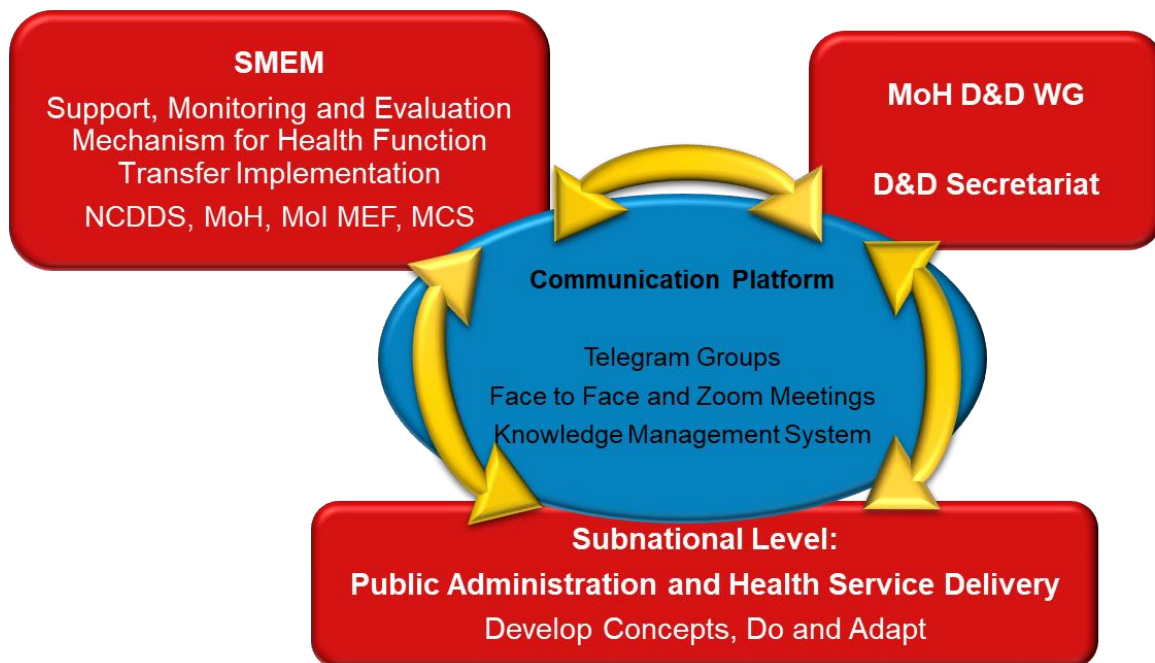 SMEM
Support, Monitoring and Evaluation
Mechanism for Health Function
Transfer Implementation
NCDDS, MoH, MoI MEF, MCS
MoH D&D WG
D&D Secretariat
Communication Platform
Telegram Groups
Face to Face and Zoom Meetings
Knowledge Management System
Subnational Level:
Public Administration and Health Service Delivery
Develop Concepts, Do and Adapt